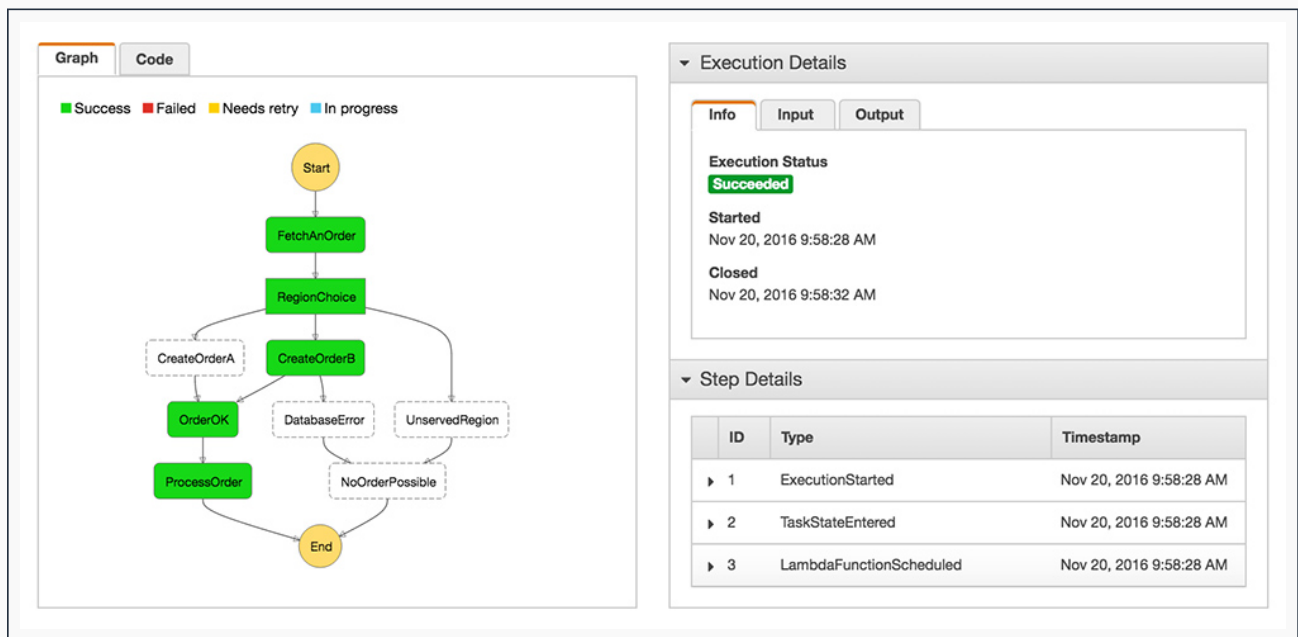 Graph Code
Success Failed Needs retry In progress
Start
FetchAnOrder
RegionChoice
CreateOrderA CreateOrderB
OrderOK DatabaseError UnservedRegion
ProcessOrder NoOrderPossible
End
Execution Details
Info Input Output
Execution Status
Succeeded
Started
Nov 20, 2016 9:58:28 AM
Closed
Nov 20, 2016 9:58:32 AM
Step Details
ID Type Timestamp
1 ExecutionStarted Nov 20, 2016 9:58:28 AM
2 TaskStateEntered Nov 20, 2016 9:58:28 AM
3 LambdaFunctionScheduled Nov 20, 2016 9:58:28 AM